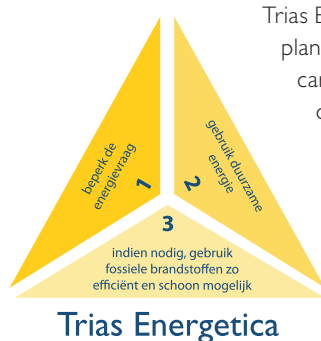 Trias E
plan
car
beperk de
energievraag
1
gebruik duurzame
energie
2
3
indien nodig, gebruik
fossiele brandstoffen zo
efficiënt en schoon mogelijk
Trias Energetica